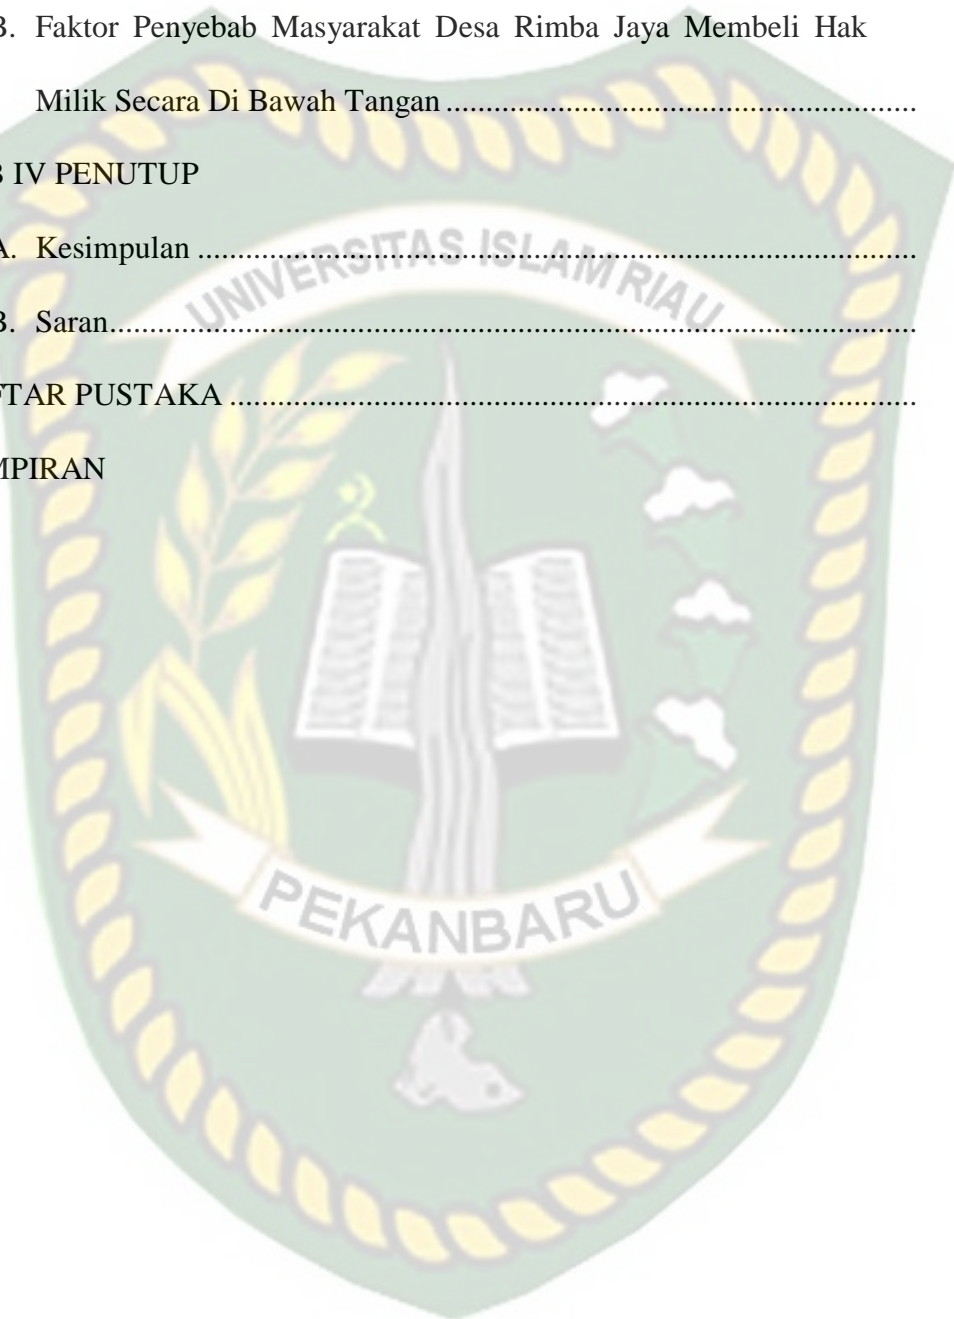 B. Faktor Penyebab Masyarakat Desa Rimba Jaya Membeli Hak
Milik Secara Di Bawah Tangan ..........................................................
B IV PENUTUP
A. Kesimpulan .........................................................................................
B. Saran....................................................................................................
TAR PUSTAKA .....................................................................................
MPIRAN
UNIVERSITAS ISLAM RIAU
PEKANBARU